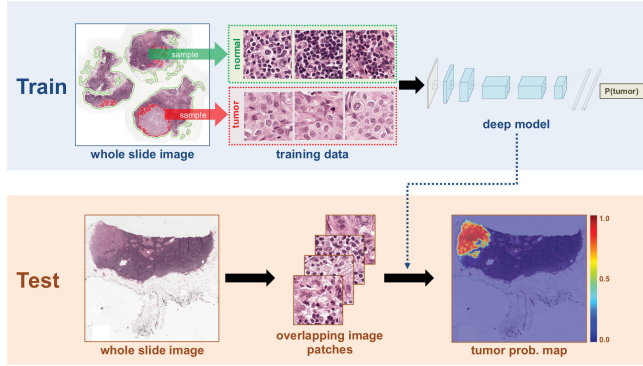 Train
sample
sample
whole slide image
normal
tumor
training data
P(tumor)
deep model
Test
whole slide image
overlapping image
patches
1.0
0.5
0.0
tumor prob. map